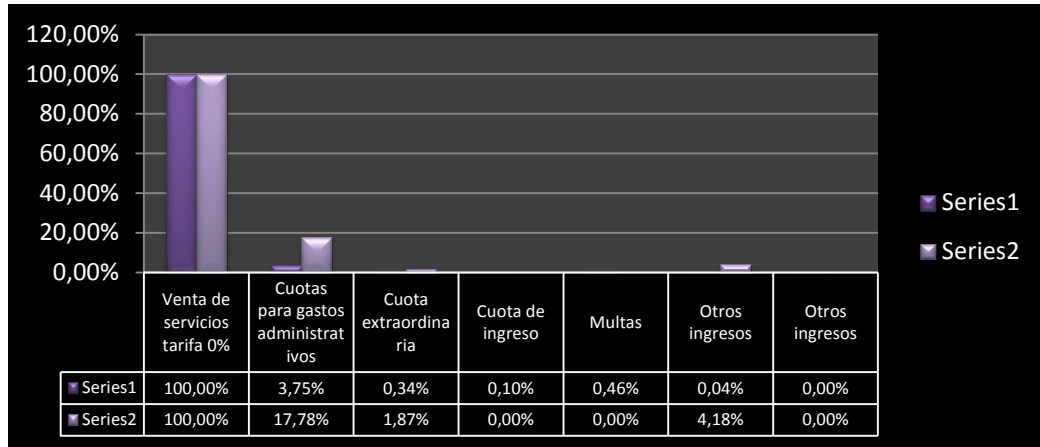 120,00%
100,00%
80,00%
60,00%
40,00%
20,00%
0,00%
Venta de
servicios
tarifa 0%
Cuotas
para gastos
administrat
ivos
Cuota
extraordina
ria
Cuota de
ingreso
Multas
Otros
ingresos
Otros
ingresos
Series1 100,00% 3,75% 0,34% 0,10% 0,46% 0,04% 0,00%
Series2 100,00% 17,78% 1,87% 0,00% 0,00% 4,18% 0,00%
Series1
Series2